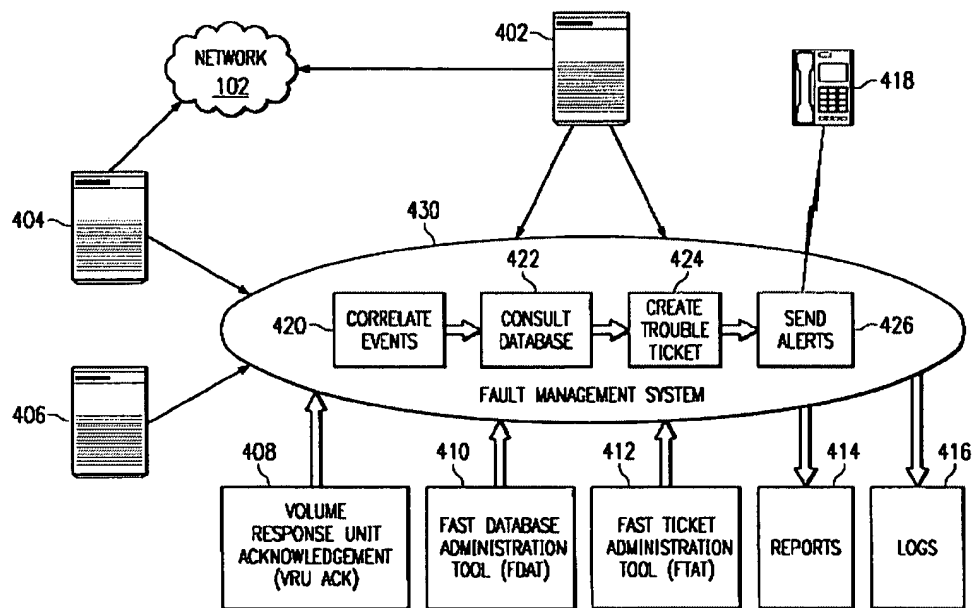 NETWORK
102
402
418
404
430
422
424
420
CORRELATE
EVENTS
CONSULT
DATABASE
CREATE
TROUBLE
TICKET
SEND
ALERTS
426
FAULT MANAGEMENT SYSTEM
406
408
410
412
414
416
VOLUME
RESPONSE UNIT
ACKNOWLEDGEMENT
(VRU ACK)
FAST DATABASE
ADMINISTRATION
TOOL (FDAT)
FAST TICKET
ADMINISTRATION
TOOL (FTAT)
REPORTS
LOGS